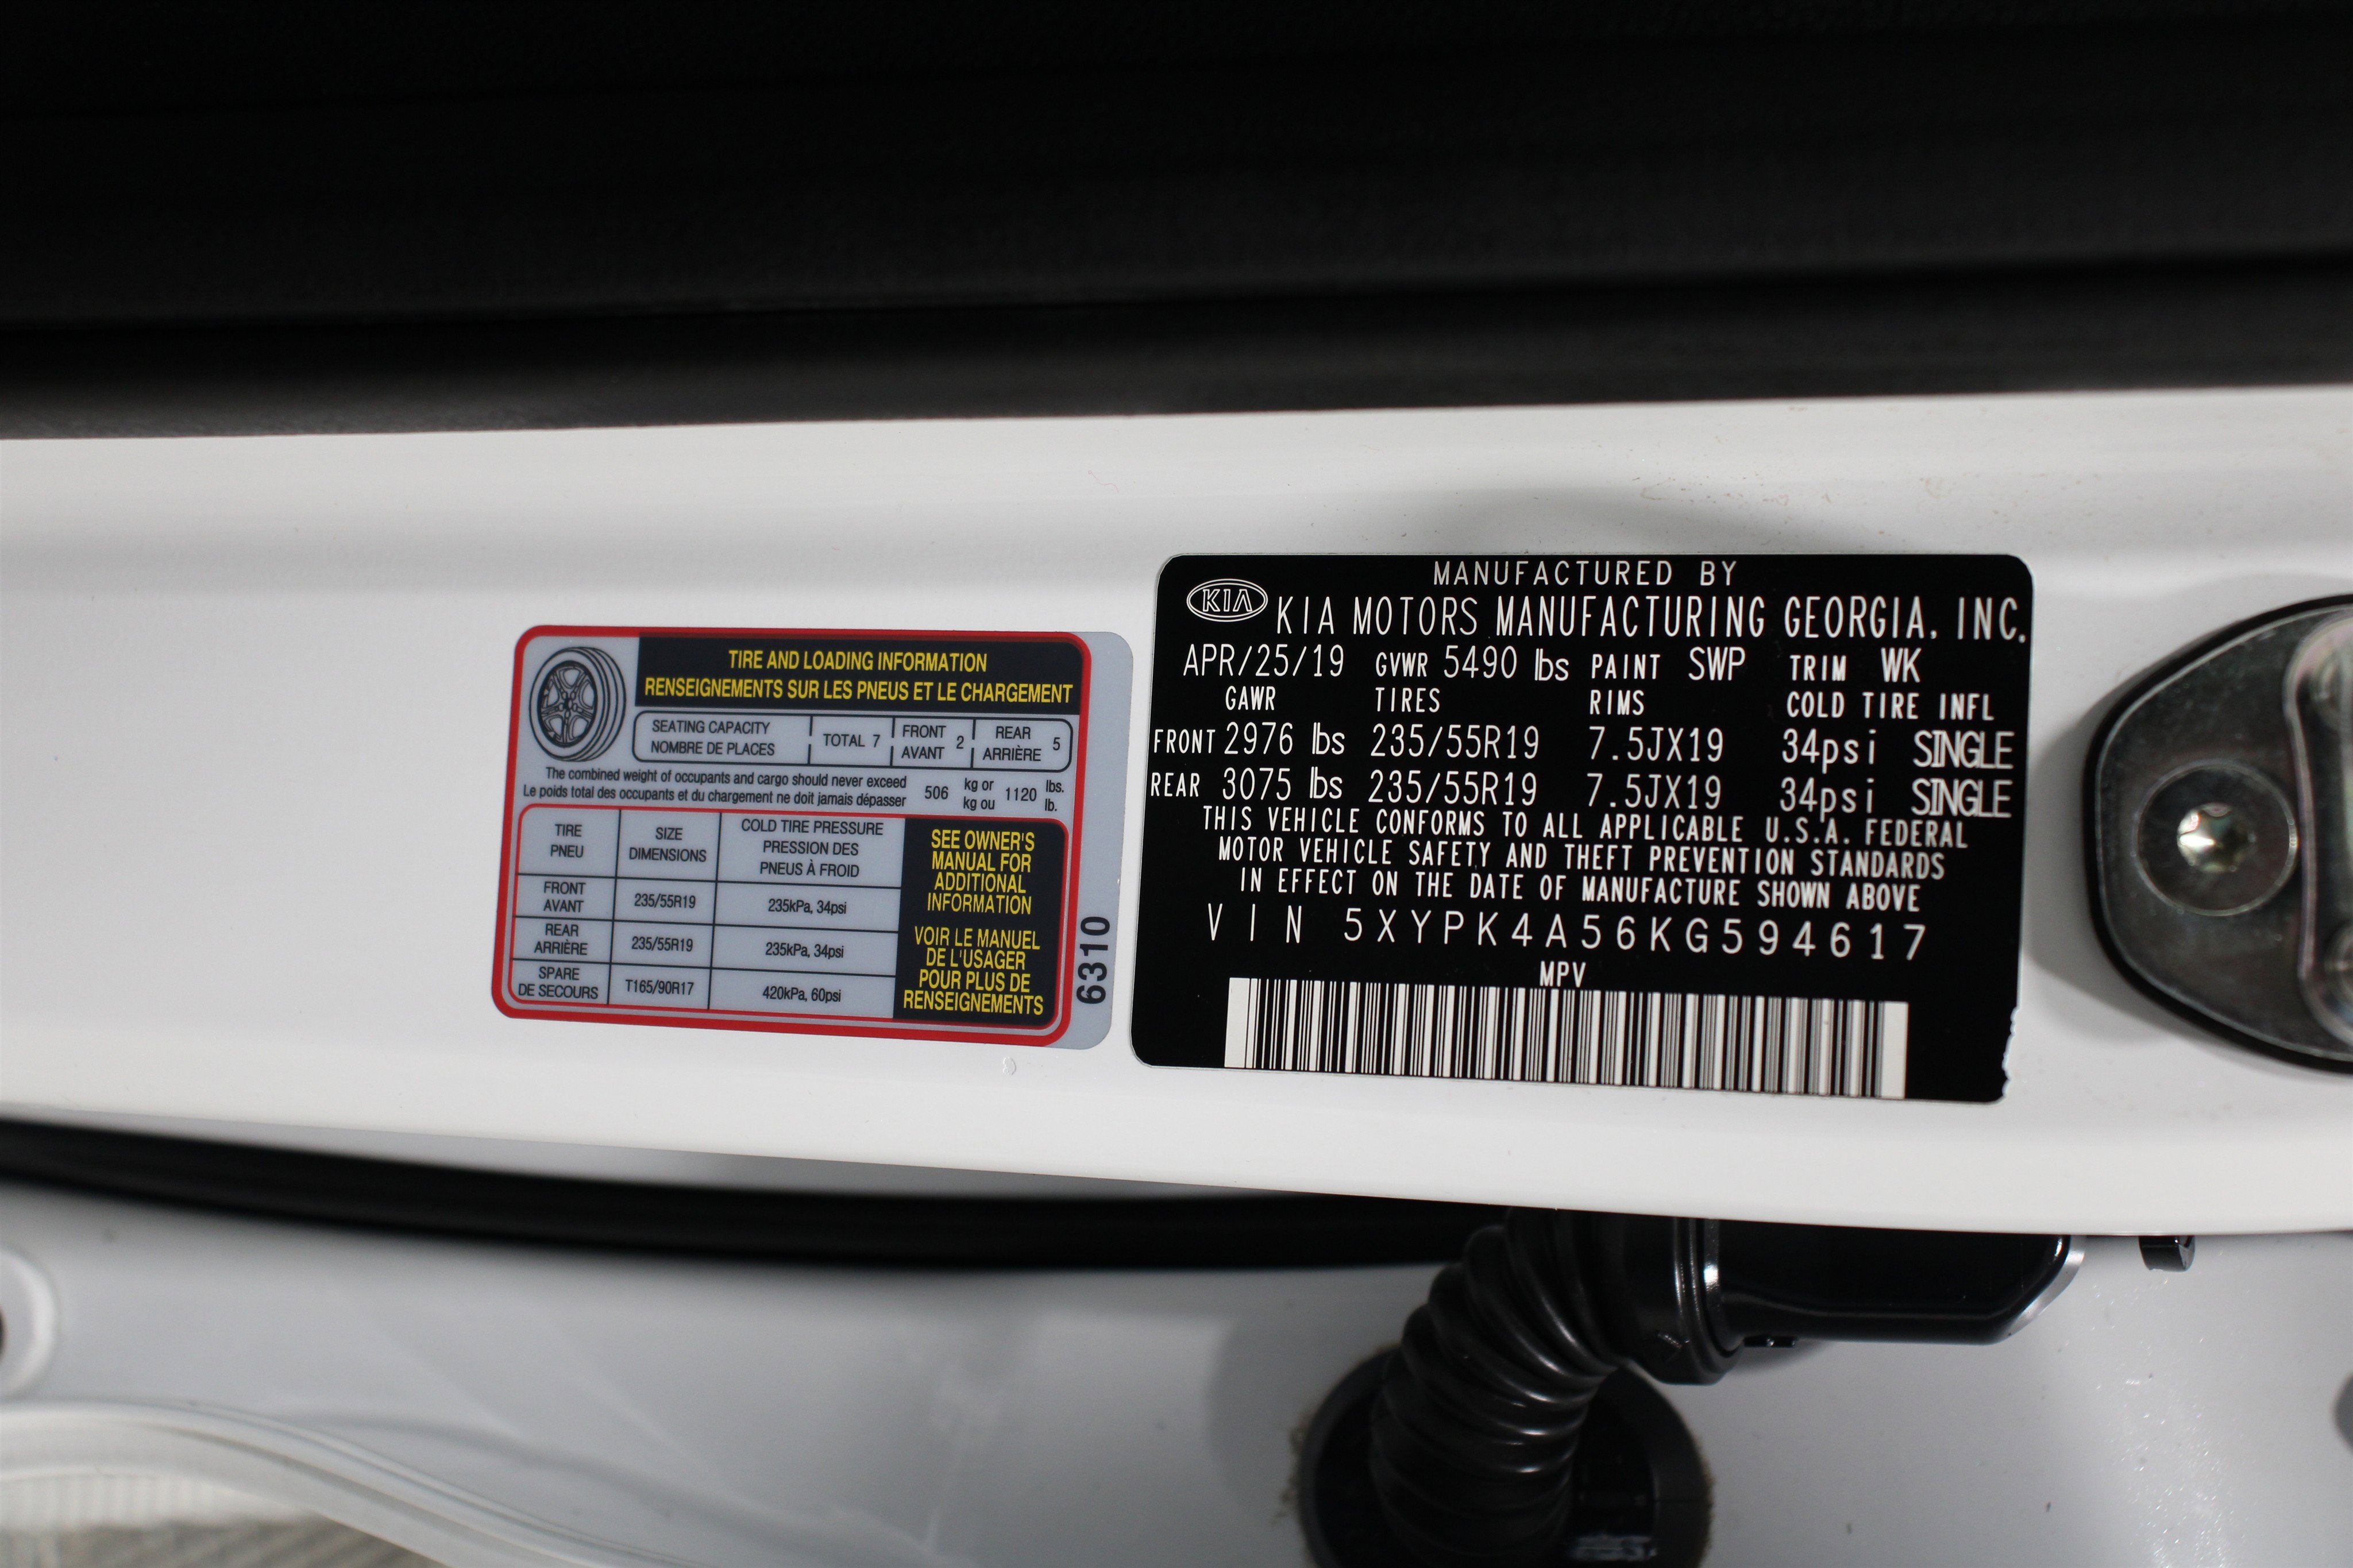 TIRE AND LOADING INFORMATION
RENSEIGNEMENTS SUR LES PNEUS ET LE CHARGEMENT
SEATING CAPACITY
NOMBRE DE PLACES
TOTAL 7
FRONT
AVANT
2
REAR
ARRIÈRE
5
The combined weight of occupants and cargo should never exceed
Le poids total des occupants et du chargement ne doit jamais dépasser
506
kg or
kg ou
1120
lbs.
lb.
TIRE
PNEU
SIZE
DIMENSIONS
COLD TIRE PRESSURE
PRESSION DES
PNEUS À FROID
FRONT
AVANT
235/55R19
235kPa, 34psi
REAR
ARRIÈRE
235/55R19
235kPa, 34psi
SPARE
DE SECOURS
T165/90R17
420kPa, 60psi
SEE OWNER'S
MANUAL FOR
ADDITIONAL
INFORMATION
VOIR LE MANUEL
DE L'USAGER
POUR PLUS DE
RENSEIGNEMENTS
6310
MANUFACTURED BY
KIA KIA MOTORS MANUFACTURING GEORGIA, INC.
APR/25/19 GVWR 5490 lbs PAINT SWP TRIM WK
GAWR TIRES RIMS COLD TIRE INFL
FRONT 2976 lbs 235/55R19 7.5JX19 34psi SINGLE
REAR 3075 lbs 235/55R19 7.5JX19 34psi SINGLE
THIS VEHICLE CONFORMS TO ALL APPLICABLE U.S.A. FEDERAL
MOTOR VEHICLE SAFETY AND THEFT PREVENTION STANDARDS
IN EFFECT ON THE DATE OF MANUFACTURE SHOWN ABOVE
VIN 5XYPK4A56KG594617
MPV